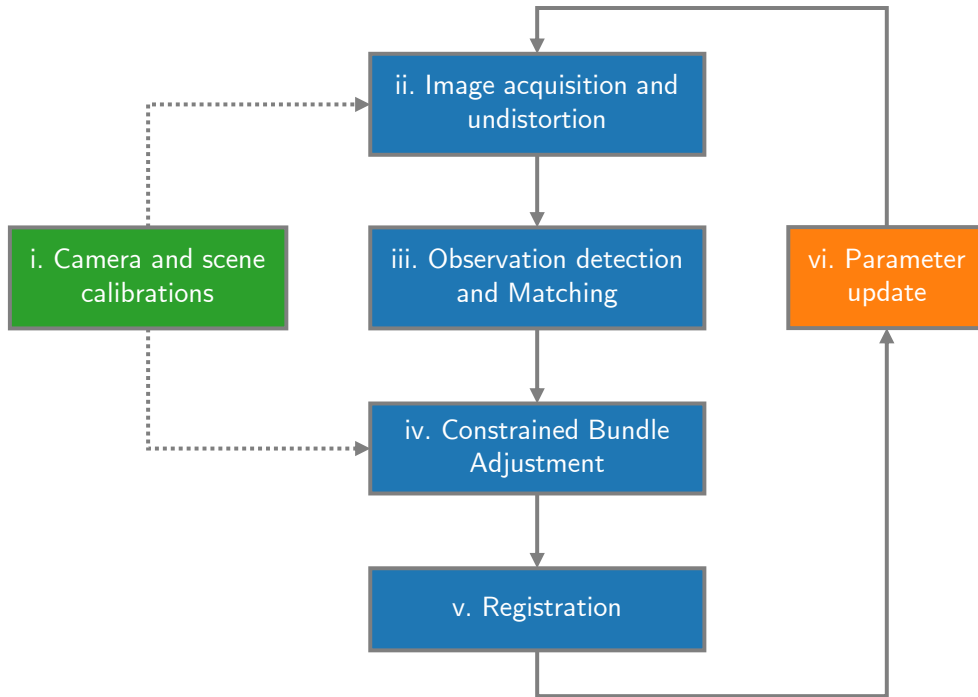 ii. Image acquisition and
undistortion
i. Camera and scene
calibrations
iii. Observation detection
and Matching
vi. Parameter
update
iv. Constrained Bundle
Adjustment
v. Registration